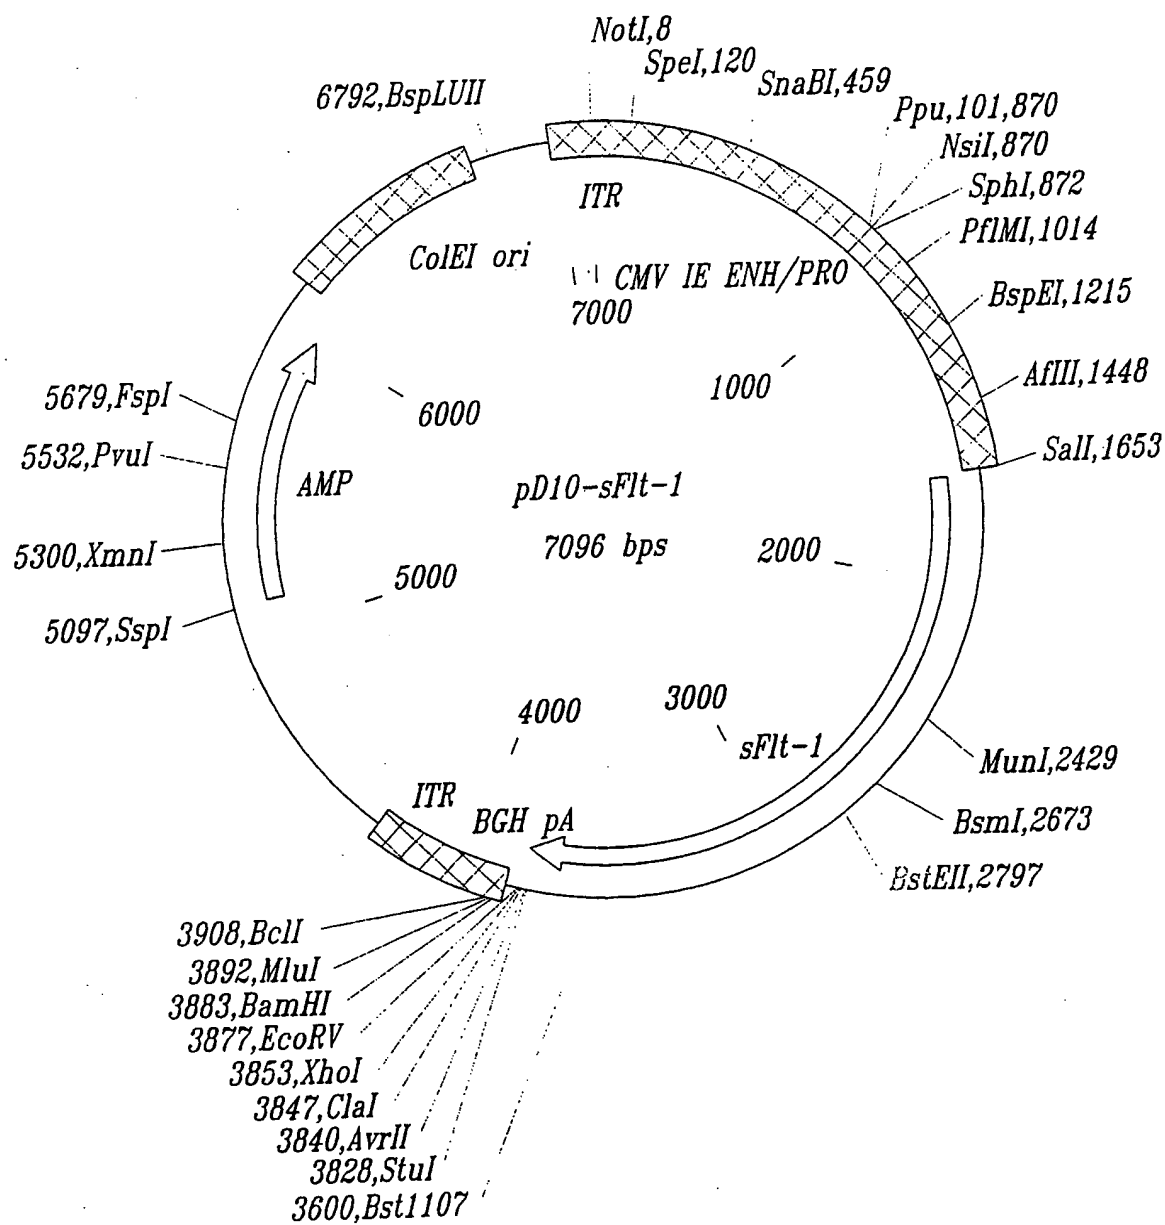 NotI,8
SpeI,120
SnaBI,459
Ppu,101,870
NsiI,870
SphI,872
PflMI,1014
BspEI,1215
AflII,1448
SalI,1653
6792,BspLUII
ITR
ColEI ori
CMV IE ENH/PRO
7000
1000
6000
5679,FspI
5532,PvuI
AMP
pD10-sFlt-1
7096 bps
2000
5300,XmnI
5000
5097,SspI
4000
3000
sFlt-1
MunI,2429
BsmI,2673
BstEII,2797
ITR
BGH pA
3908,BclI
3892,MluI
3883,BamHI
3877,EcoRV
3853,XhoI
3847,ClaI
3840,AvrII
3828,StuI
3600,Bst1107